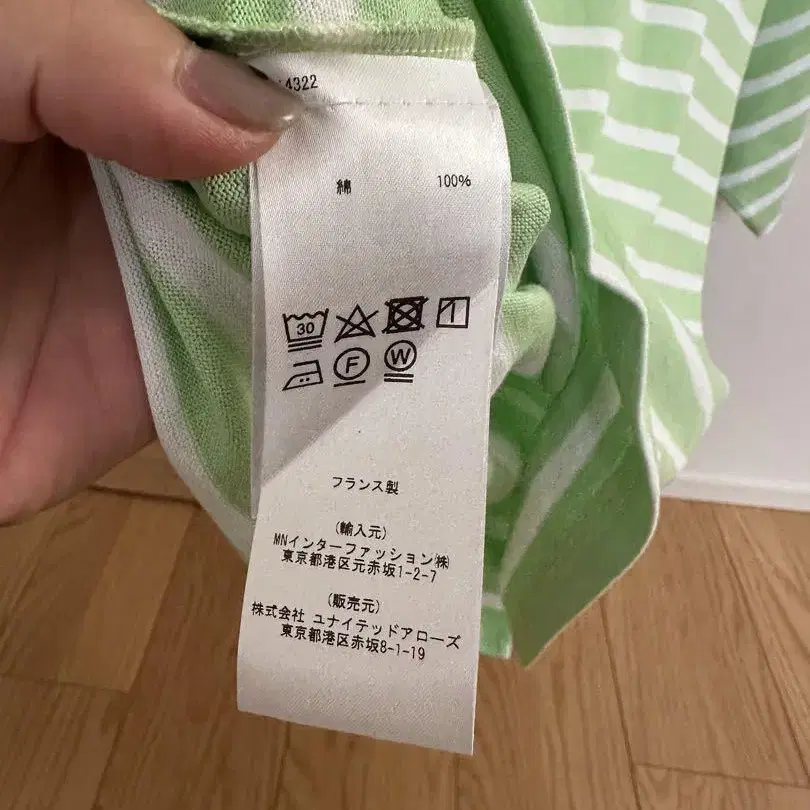 4322
綿 100%
30
F W
フランス製
(輸入元)
MNインターファッション㈱
東京都港区元赤坂1-2-7
(販売元)
株式会社 ユナイテッドアローズ
東京都港区赤坂8-1-19